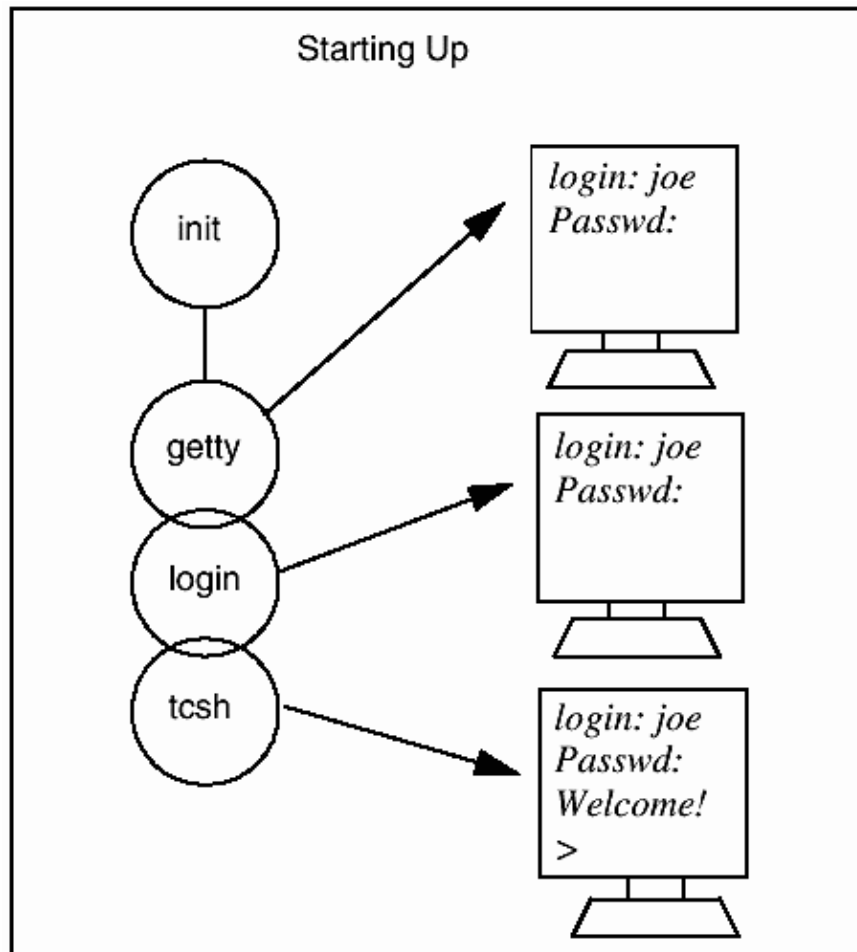 Starting Up
init
login: joe
Passwd:
getty
login: joe
Passwd:
login
tcsh
login: joe
Passwd:
Welcome!
>